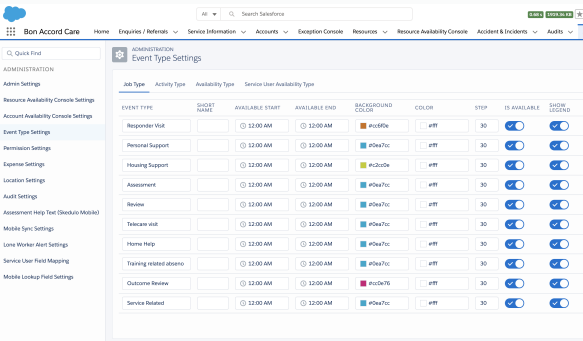 All
Search Salesforce
0.68 s
1959.36 KB
Bon Accord Care
Home
Enquiries / Referrals
Service Information
Accounts
Exception Console
Resources
Resource Availability Console
Accident & Incidents
Audits
Quick Find
ADMINISTRATION
Admin Settings
Resource Availability Console Settings
Account Availability Console Settings
Event Type Settings
Permission Settings
Expense Settings
Location Settings
Audit Settings
Assessment Help Text (Skedulo Mobile)
Mobile Sync Settings
Lone Worker Alert Settings
Service User Field Mapping
Mobile Lookup Field Settings
ADMINISTRATION
Event Type Settings
Job Type Activity Type Availability Type Service User Availability Type
EVENT TYPE SHORT NAME AVAILABLE START AVAILABLE END BACKGROUND COLOR COLOR STEP IS AVAILABLE SHOW LEGEND
Responder Visit 12:00 AM 12:00 AM #cc6f0e #fff 30
Personal Support 12:00 AM 12:00 AM #0ea7cc #fff 30
Housing Support 12:00 AM 12:00 AM #c2cc0e #fff 30
Assessment 12:00 AM 12:00 AM #0ea7cc #fff 30
Review 12:00 AM 12:00 AM #0ea7cc #fff 30
Telecare visit 12:00 AM 12:00 AM #0ea7cc #fff 30
Home Help 12:00 AM 12:00 AM #0ea7cc #fff 30
Training related absenc 12:00 AM 12:00 AM #0ea7cc #fff 30
Outcome Review 12:00 AM 12:00 AM #cc0e76 #fff 30
Service Related 12:00 AM 12:00 AM #0ea7cc #fff 30